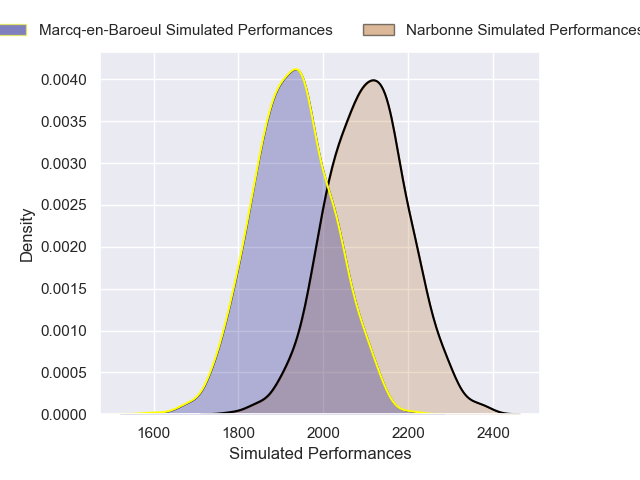 Marcq-en-Baroeul Simulated Performances
Narbonne Simulated Performances
0.0040
0.0035
0.0030
0.0025
0.0020
0.0015
0.0010
0.0005
0.0000
Density
1600 1800 2000 2200 2400
Simulated Performances